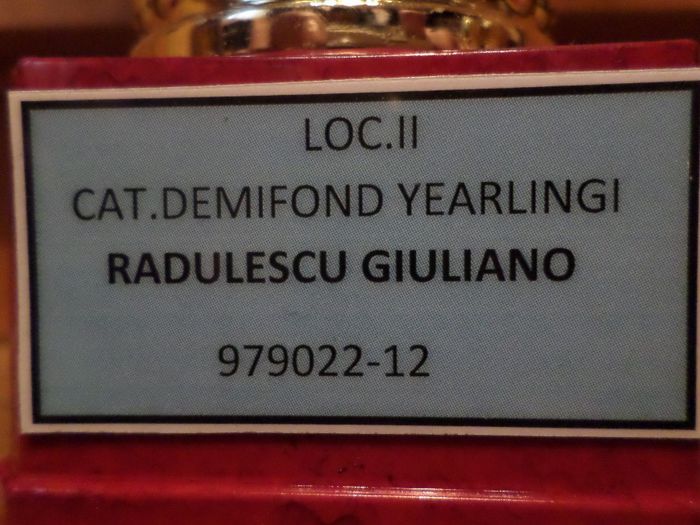 LOC.II
CAT.DEMIFOND YEARLINGI
RADULESCU GIULIANO
979022-12